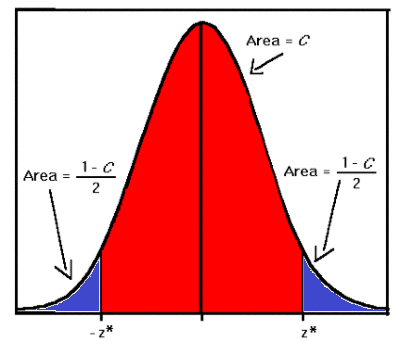 Area = C
Area = (1 - C)/2
Area = (1 - C)/2
-z*
z*